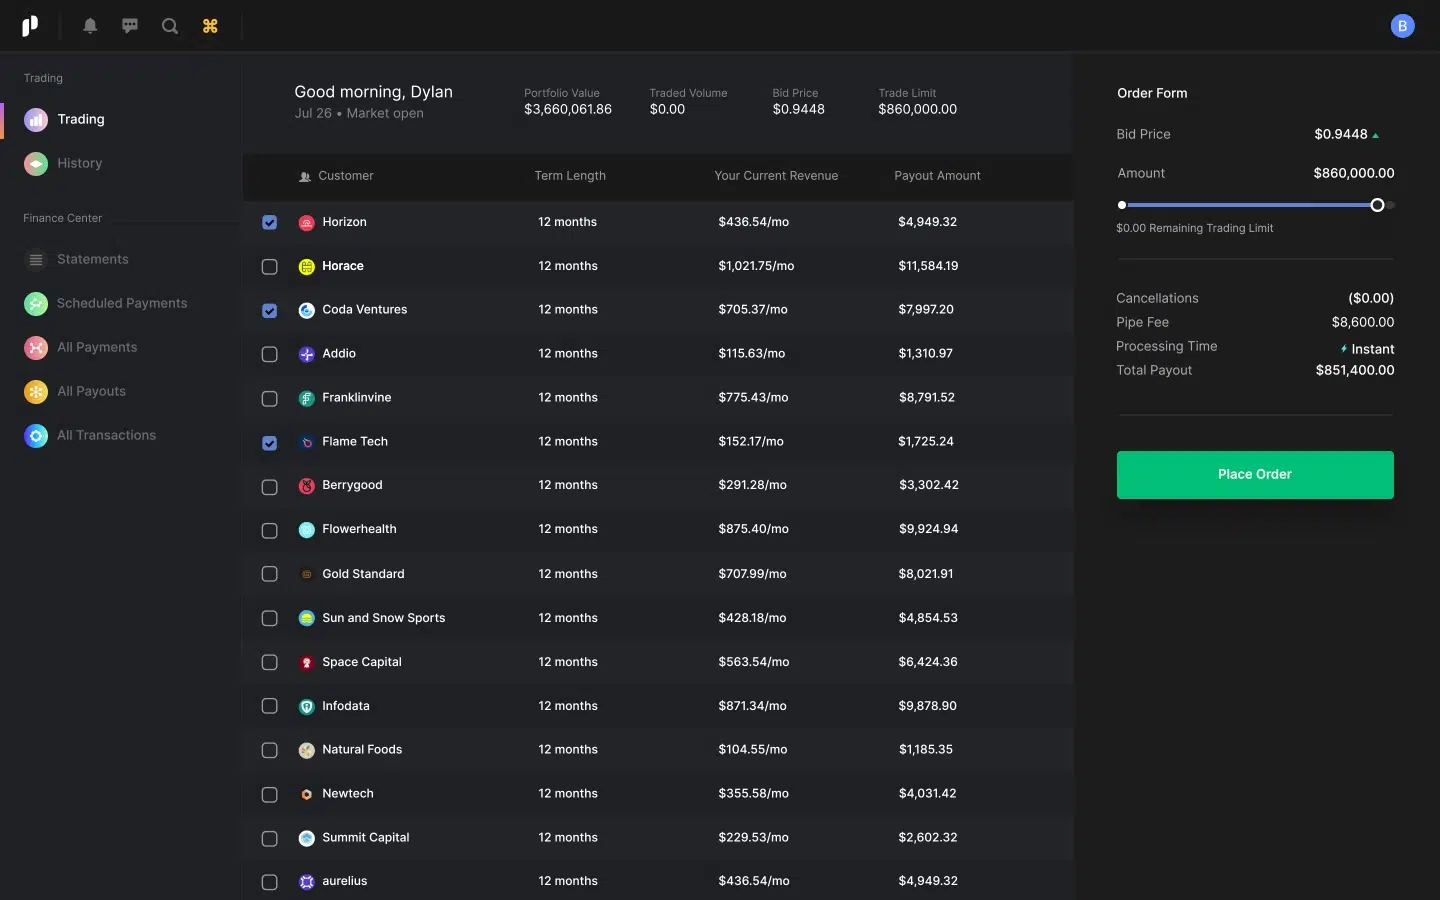 B
Trading
Trading
History
Finance Center
Statements
Scheduled Payments
All Payments
All Payouts
All Transactions
Good morning, Dylan
Jul 26 • Market open
Portfolio Value
$3,660,061.86
Traded Volume
$0.00
Bid Price
$0.9448
Trade Limit
$860,000.00
Customer Term Length Your Current Revenue Payout Amount
Horizon 12 months $436.54/mo $4,949.32
Horace 12 months $1,021.75/mo $11,584.19
Coda Ventures 12 months $705.37/mo $7,997.20
Addio 12 months $115.63/mo $1,310.97
Franklinvine 12 months $775.43/mo $8,791.52
Flame Tech 12 months $152.17/mo $1,725.24
Berrygood 12 months $291.28/mo $3,302.42
Flowerhealth 12 months $875.40/mo $9,924.94
Gold Standard 12 months $707.99/mo $8,021.91
Sun and Snow Sports 12 months $428.18/mo $4,854.53
Space Capital 12 months $563.54/mo $6,424.36
Infodata 12 months $871.34/mo $9,878.90
Natural Foods 12 months $104.55/mo $1,185.35
Newtech 12 months $355.58/mo $4,031.42
Summit Capital 12 months $229.53/mo $2,602.32
aurelius 12 months $436.54/mo $4,949.32
Order Form
Bid Price $0.9448
Amount $860,000.00
$0.00 Remaining Trading Limit
Cancellations ($0.00)
Pipe Fee $8,600.00
Processing Time Instant
Total Payout $851,400.00
Place Order